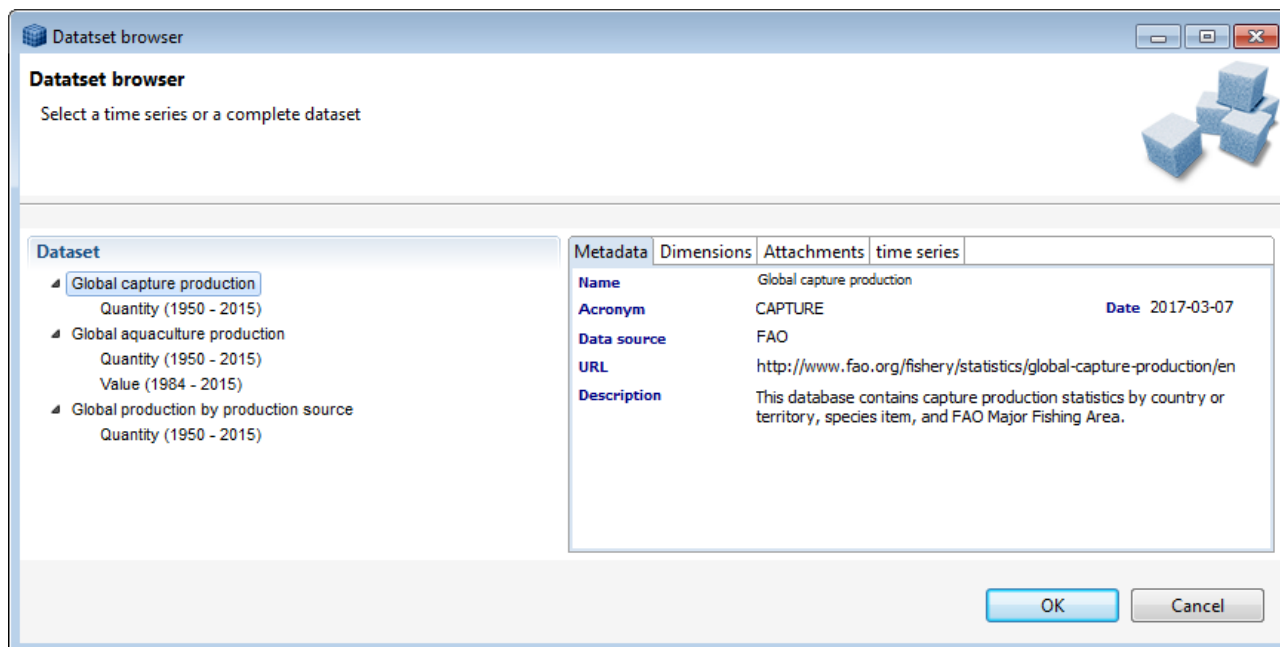 Datatset browser
Datatset browser
Select a time series or a complete dataset
Dataset
Global capture production
Quantity (1950 - 2015)
Global aquaculture production
Quantity (1950 - 2015)
Value (1984 - 2015)
Global production by production source
Quantity (1950 - 2015)
Metadata Dimensions Attachments time series
Name Global capture production
Acronym CAPTURE Date 2017-03-07
Data source FAO
URL http://www.fao.org/fishery/statistics/global-capture-production/en
Description This database contains capture production statistics by country or
territory, species item, and FAO Major Fishing Area.
OK Cancel